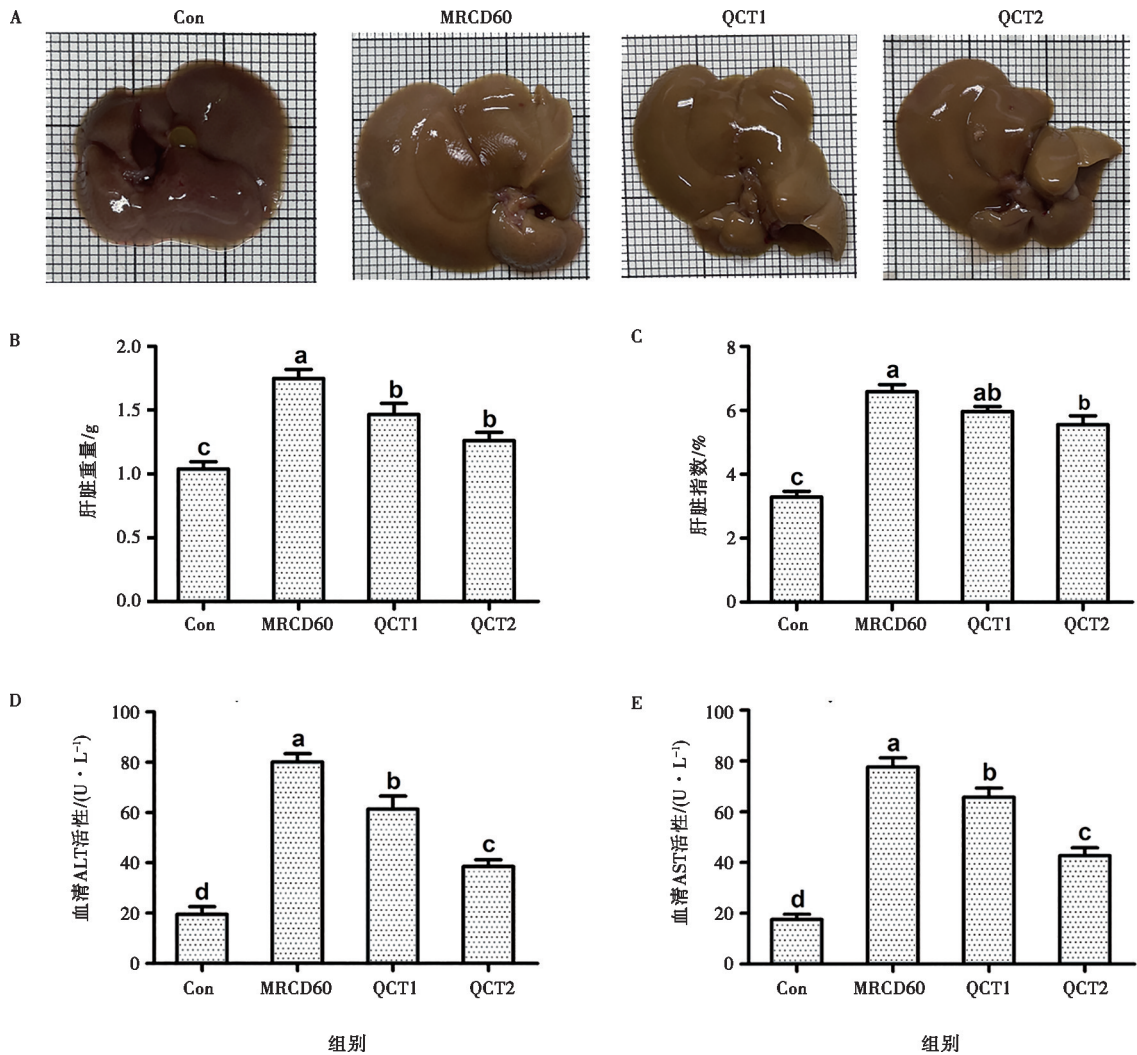 A
Con
MRCD60
QCT1
QCT2
B
肝脏重量/g
2.0
1.5
1.0
0.5
0.0
c
a
b
b
Con
MRCD60
QCT1
QCT2
C
肝脏指数/%
8
6
4
2
0
c
a
ab
b
Con
MRCD60
QCT1
QCT2
D
血清ALT活性/(U·L⁻¹)
100
80
60
40
20
0
d
a
b
c
Con
MRCD60
QCT1
QCT2
组别
E
血清AST活性/(U·L⁻¹)
100
80
60
40
20
0
d
a
b
c
Con
MRCD60
QCT1
QCT2
组别